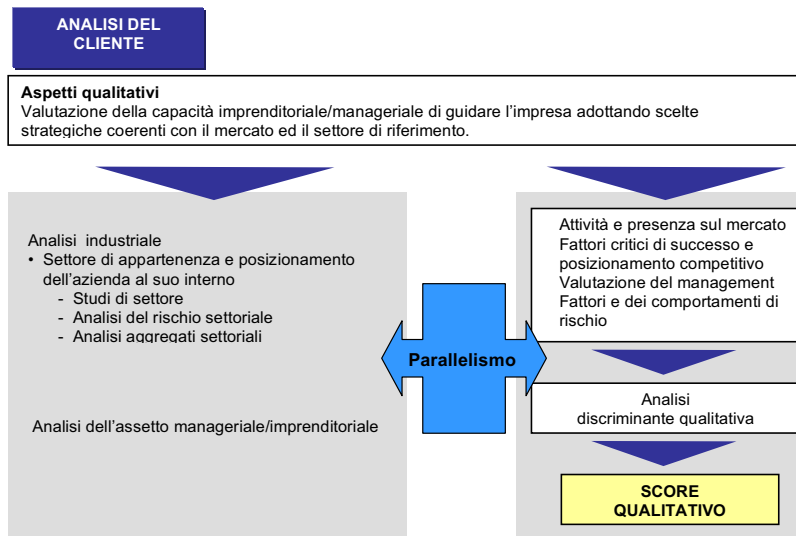 ANALISI DEL
CLIENTE
Aspetti qualitativi
Valutazione della capacità imprenditoriale/manageriale di guidare l'impresa adottando scelte
strategiche coerenti con il mercato ed il settore di riferimento.
Analisi industriale
• Settore di appartenenza e posizionamento
dell'azienda al suo interno
- Studi di settore
- Analisi del rischio settoriale
- Analisi aggregati settoriali
Analisi dell'assetto manageriale/imprenditoriale
Parallelismo
Attività e presenza sul mercato
Fattori critici di successo e
posizionamento competitivo
Valutazione del management
Fattori e dei comportamenti di
rischio
Analisi
discriminante qualitativa
SCORE
QUALITATIVO